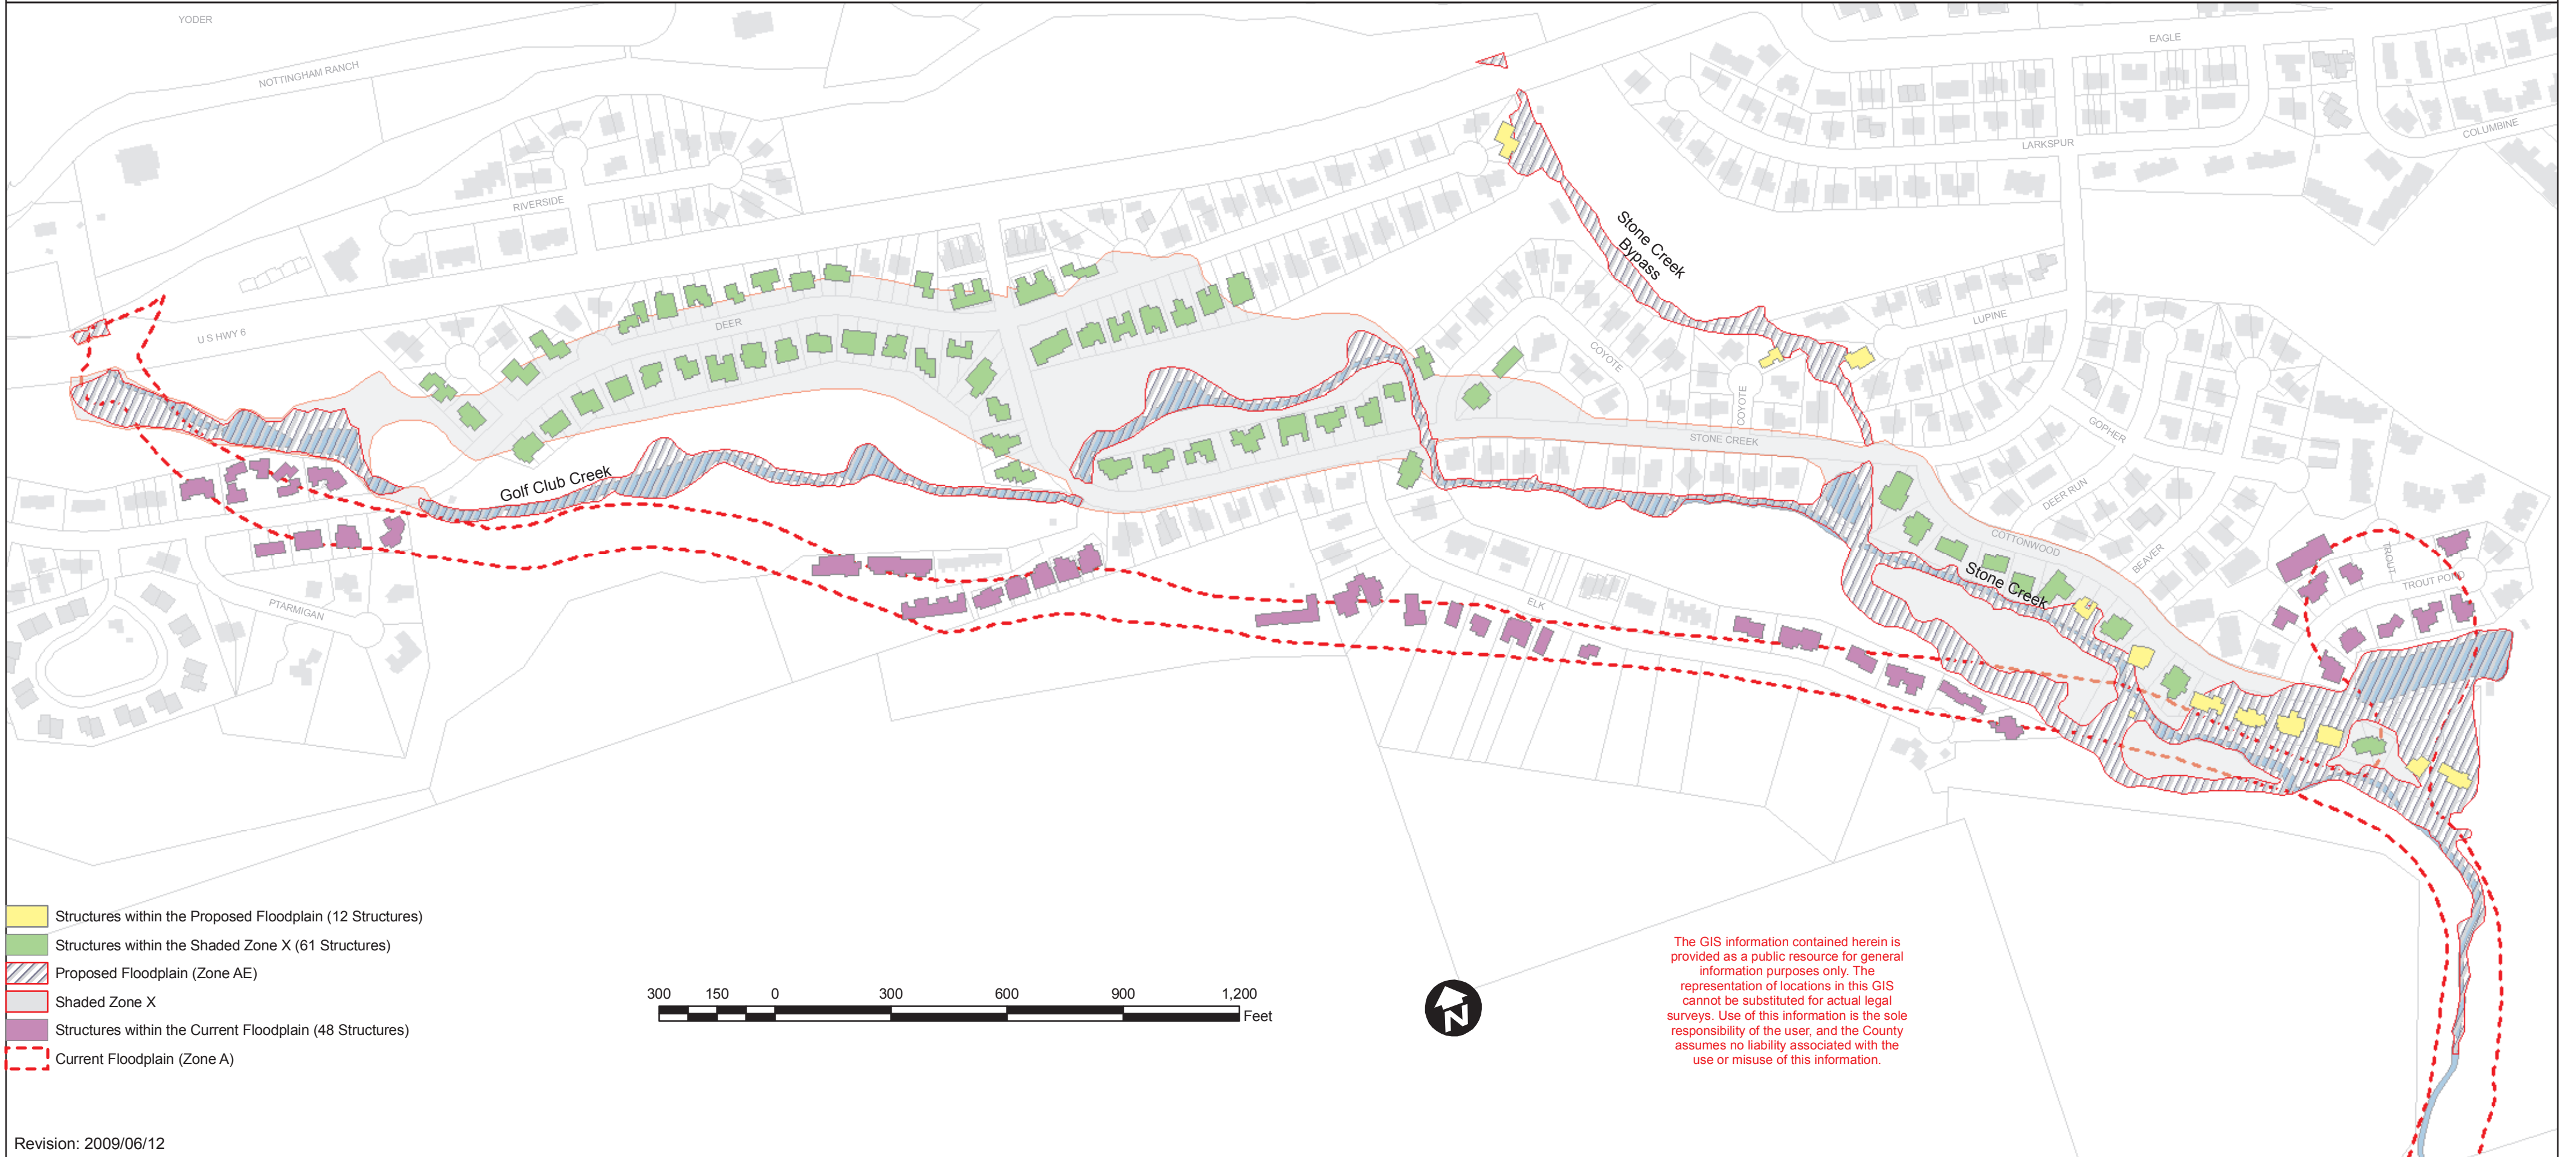 YODER
NOTTINGHAM RANCH
EAGLE
COLUMBINE
LARKSPUR
RIVERSIDE
Stone Creek
Bypass
U S HWY 6
DEER
LUPINE
COYOTE
COYOTE
GOPHER
STONE CREEK
Golf Club Creek
DEER RUN
COTTONWOOD
BEAVER
TROUT
TROUT POND
Stone Creek
PTARMIGAN
ELK
Structures within the Proposed Floodplain (12 Structures)
Structures within the Shaded Zone X (61 Structures)
Proposed Floodplain (Zone AE)
Shaded Zone X
Structures within the Current Floodplain (48 Structures)
Current Floodplain (Zone A)
300 150 0 300 600 900 1,200
Feet
N
The GIS information contained herein is
provided as a public resource for general
information purposes only. The
representation of locations in this GIS
cannot be substituted for actual legal
surveys. Use of this information is the sole
responsibility of the user, and the County
assumes no liability associated with the
use or misuse of this information.
Revision: 2009/06/12